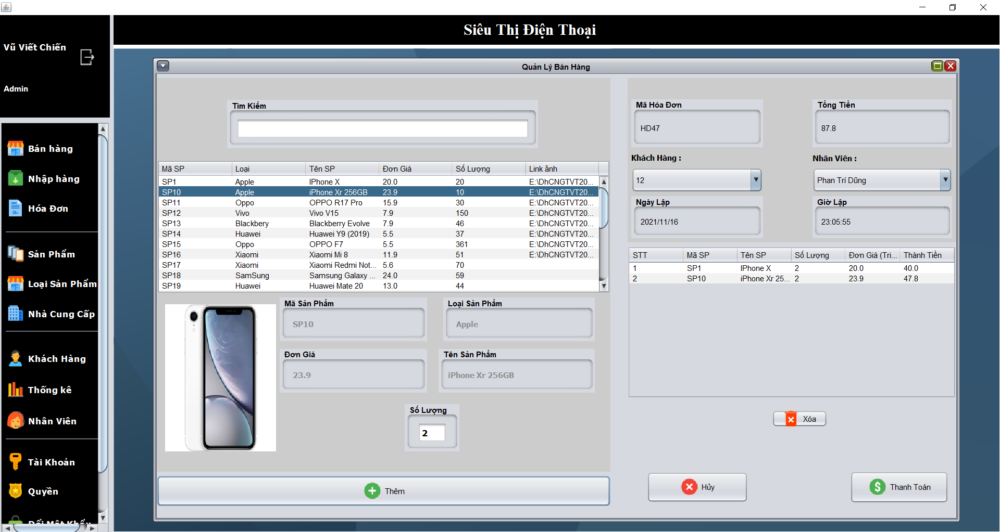 Siêu Thị Điện Thoại
Vũ Viết Chiến
Admin
Bán hàng
Nhập hàng
Hóa Đơn
Sản Phẩm
Loại Sản Phẩm
Nhà Cung Cấp
Khách Hàng
Thống kê
Nhân Viên
Tài Khoản
Quyền
Đổi Mật Khẩu
Quản Lý Bán Hàng
Tìm Kiếm
Mã SP Loại Tên SP Đơn Giá Số Lượng Link ảnh
SP1 Apple IPhone X 20.0 20 E:\DhCNGTVT20...
SP10 Apple iPhone Xr 256GB 23.9 10 E:\DhCNGTVT20...
SP11 Oppo OPPO R17 Pro 15.9 30 E:\DhCNGTVT20...
SP12 Vivo Vivo V15 7.9 150 E:\DhCNGTVT20...
SP13 Blackbery Blackberry Evolve 7.9 46 E:\DhCNGTVT20...
SP14 Huawei Huawei Y9 (2019) 5.5 37 E:\DhCNGTVT20...
SP15 Oppo OPPO F7 5.5 361 E:\DhCNGTVT20...
SP16 Xiaomi Xiaomi Mi 8 11.9 51 E:\DhCNGTVT20...
SP17 Xiaomi Xiaomi Redmi Not... 5.6 70
SP18 SamSung Samsung Galaxy ... 24.0 59
SP19 Huawei Huawei Mate 20 13.0 44
Mã Sản Phẩm
SP10
Loại Sản Phẩm
Apple
Đơn Giá
23.9
Tên Sản Phẩm
iPhone Xr 256GB
Số Lượng
2
Thêm
Mã Hóa Đơn
HD47
Tổng Tiền
87.8
Khách Hàng :
12
Nhân Viên :
Phan Trí Dũng
Ngày Lập
2021/11/16
Giờ Lập
23:05:55
STT Mã SP Tên SP Số Lượng Đơn Giá (Tri... Thành Tiền
1 SP1 IPhone X 2 20.0 40.0
2 SP10 iPhone Xr 25... 2 23.9 47.8
Xóa
Hủy
Thanh Toán